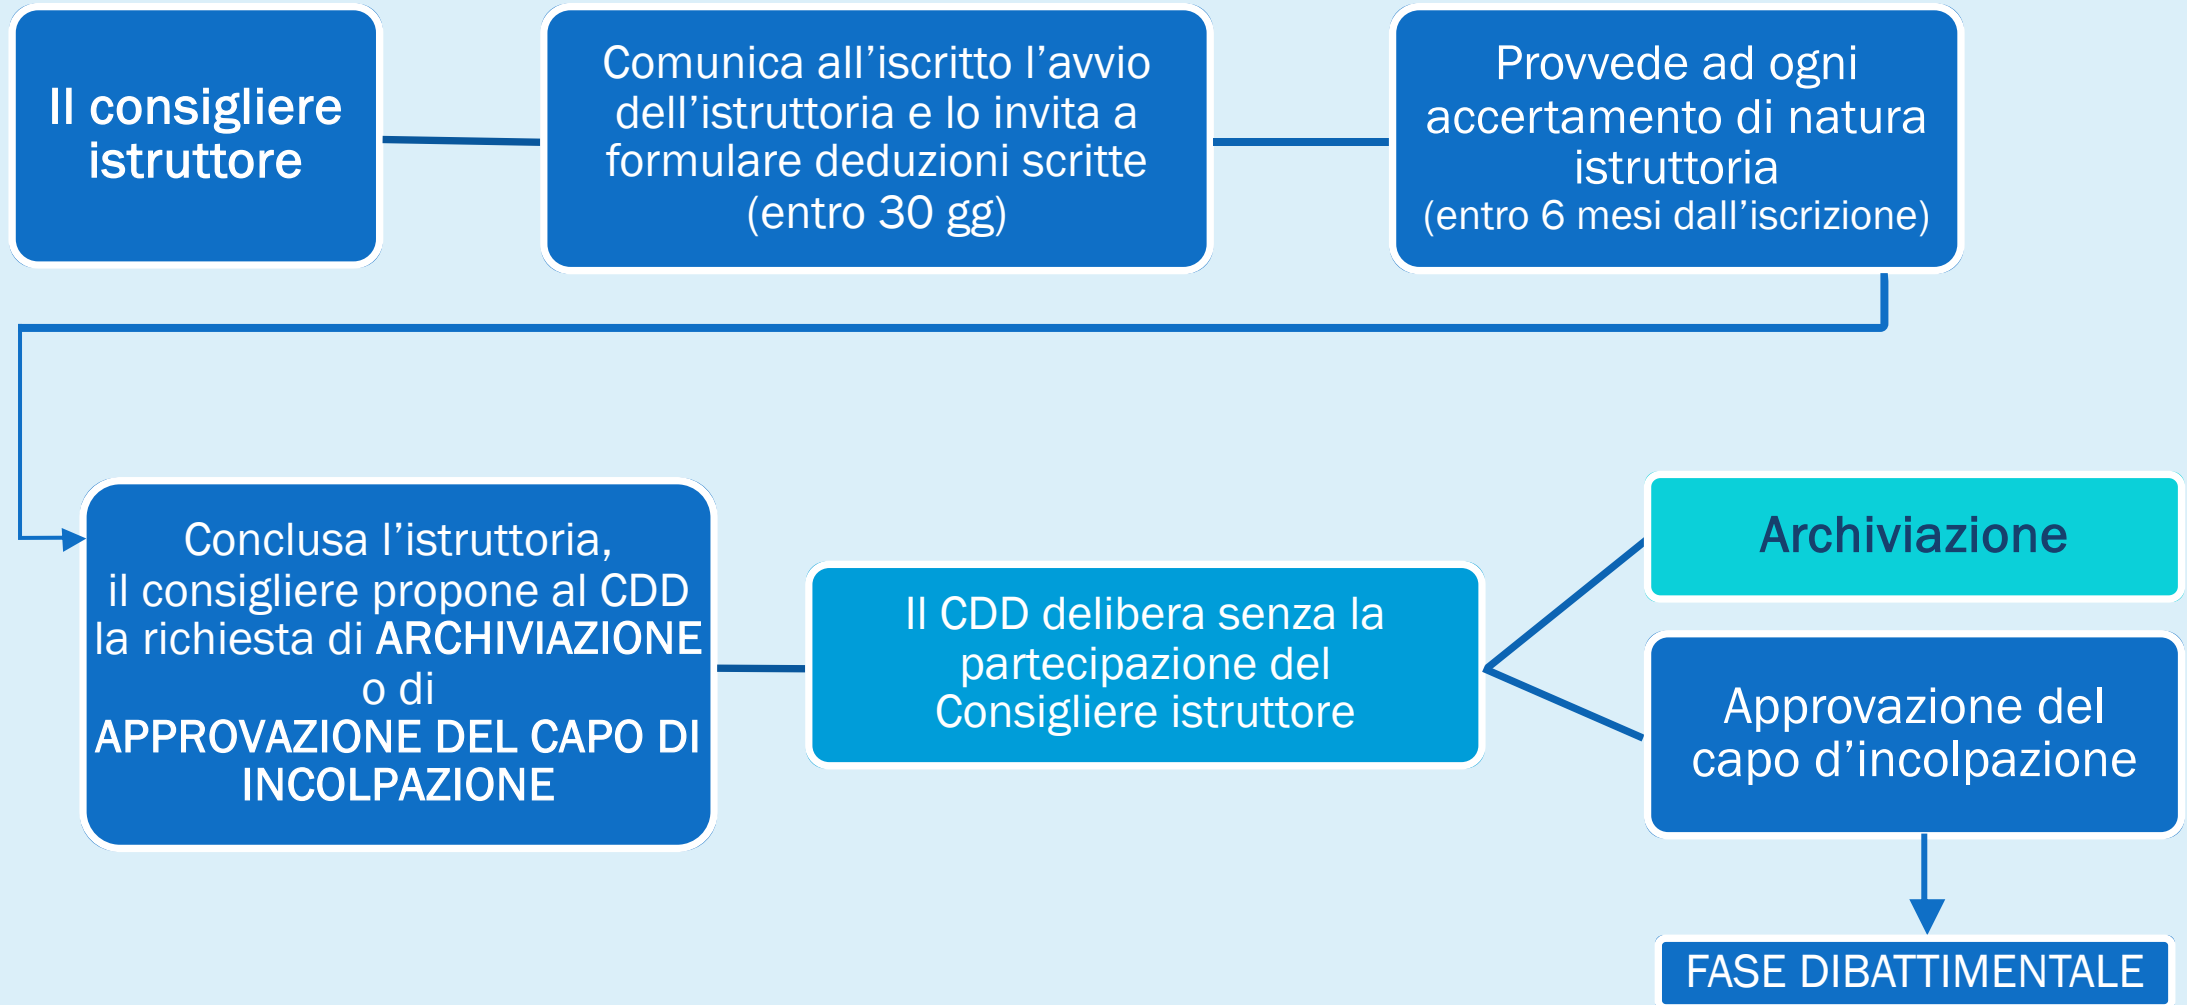 Il consigliere
istruttore
Comunica all’iscritto l’avvio
dell’istruttoria e lo invita a
formulare deduzioni scritte
(entro 30 gg)
Provvede ad ogni
accertamento di natura
istruttoria
(entro 6 mesi dall’iscrizione)
Conclusa l’istruttoria,
il consigliere propone al CDD
la richiesta di ARCHIVIAZIONE
o di
APPROVAZIONE DEL CAPO DI
INCOLPAZIONE
Il CDD delibera senza la
partecipazione del
Consigliere istruttore
Archiviazione
Approvazione del
capo d’incolpazione
FASE DIBATTIMENTALE